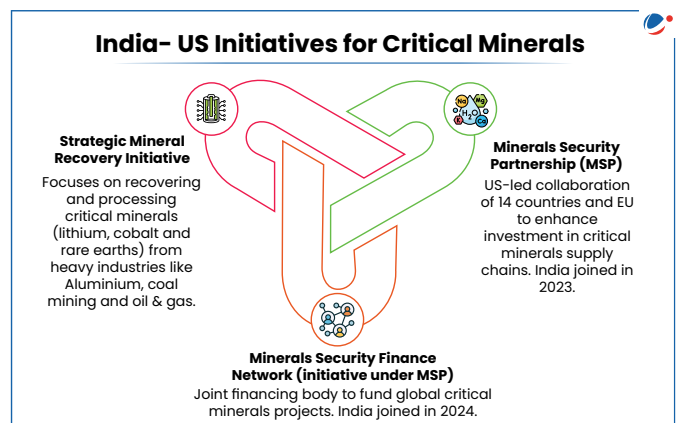 India- US Initiatives for Critical Minerals
Strategic Mineral
Recovery Initiative
Focuses on recovering
and processing
critical minerals
(lithium, cobalt and
rare earths) from
heavy industries like
Aluminium, coal
mining and oil & gas.
Na
Mg
H₂O
K
Ca
Minerals Security
Partnership (MSP)
US-led collaboration
of 14 countries and EU
to enhance
investment in critical
minerals supply
chains. India joined in
2023.
Minerals Security Finance
Network (initiative under MSP)
Joint financing body to fund global critical
minerals projects. India joined in 2024.